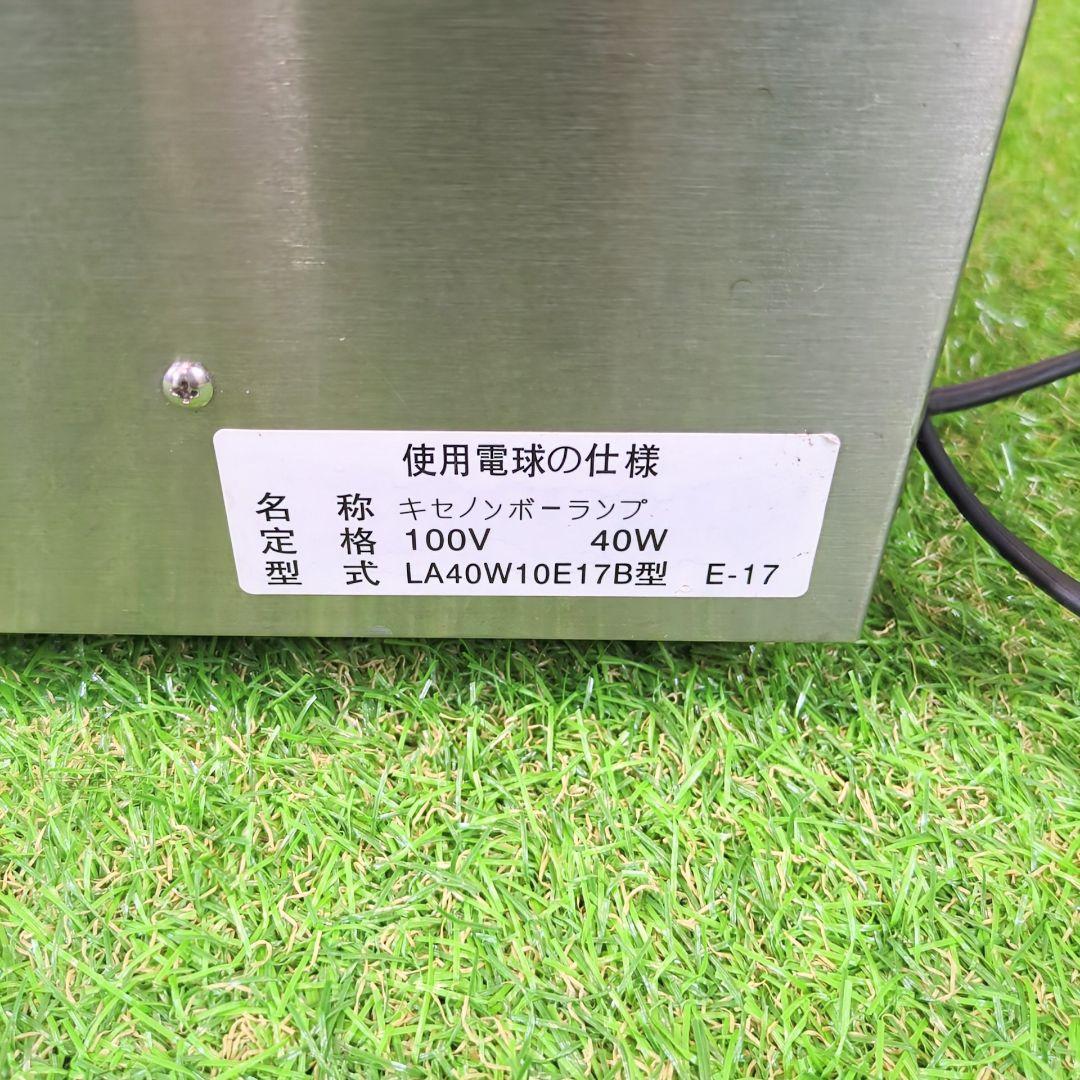 使用電球の仕様
名 称 キセノンボーランプ
定 格 100V 40W
型 式 LA40W10E17B型 E-17